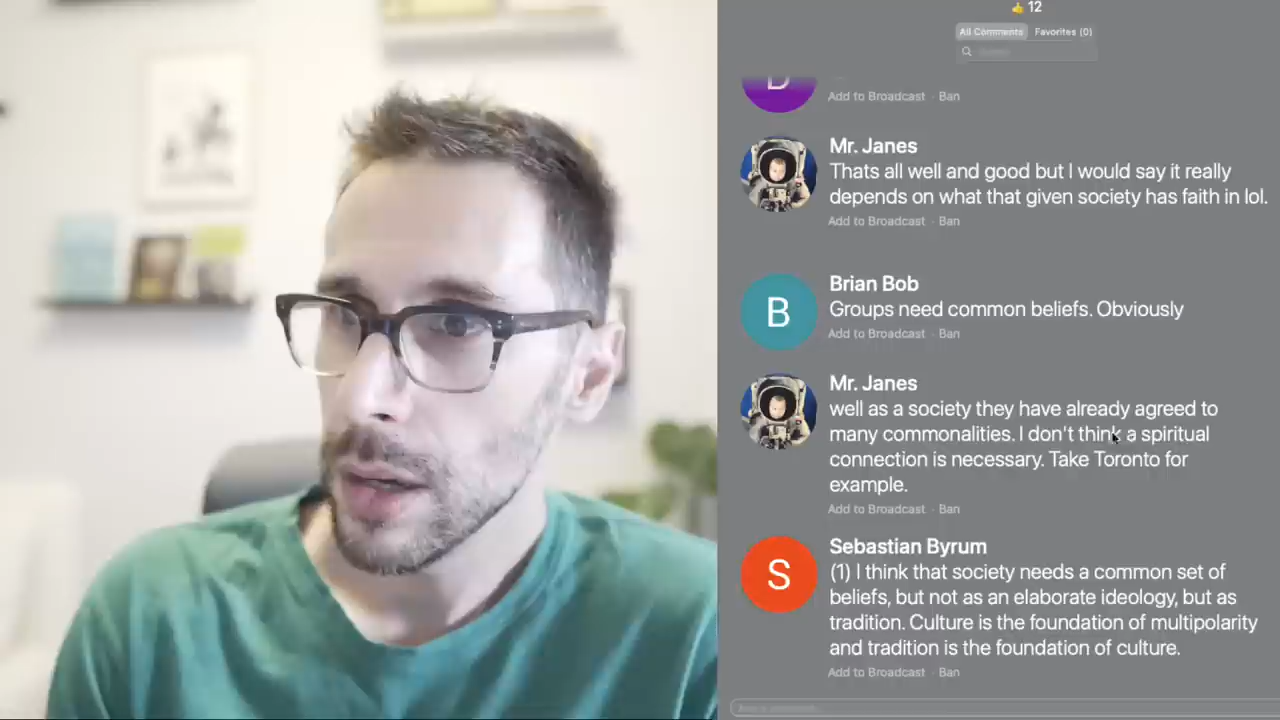 👍 12
All Comments Favorites (0)
Add to Broadcast · Ban
Mr. Janes
Thats all well and good but I would say it really
depends on what that given society has faith in lol.
Add to Broadcast · Ban
B
Brian Bob
Groups need common beliefs. Obviously
Add to Broadcast · Ban
Mr. Janes
well as a society they have already agreed to
many commonalities. I don't think a spiritual
connection is necessary. Take Toronto for
example.
Add to Broadcast · Ban
S
Sebastian Byrum
(1) I think that society needs a common set of
beliefs, but not as an elaborate ideology, but as
tradition. Culture is the foundation of multipolarity
and tradition is the foundation of culture.
Add to Broadcast · Ban